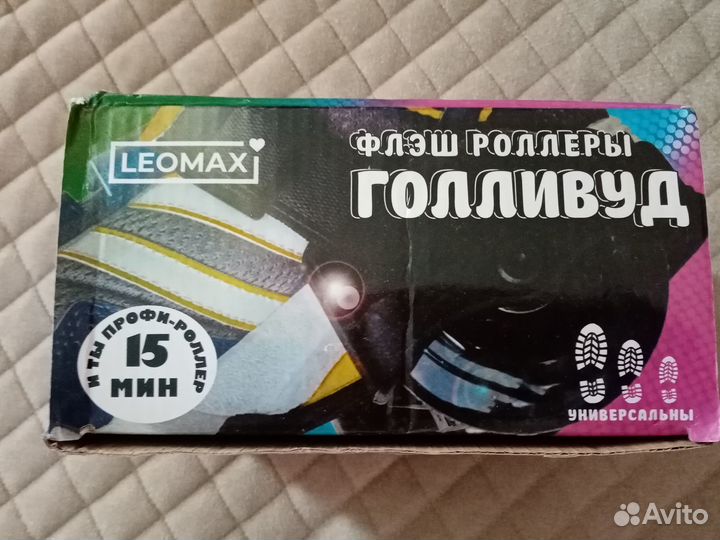 LEOMAX
ФЛЭШ РОЛЛЕРЫ
ГОЛЛИВУД
И ТЫ ПРОФИ-РОЛЛЕР
15
МИН
УНИВЕРСАЛЬНЫ
Avito